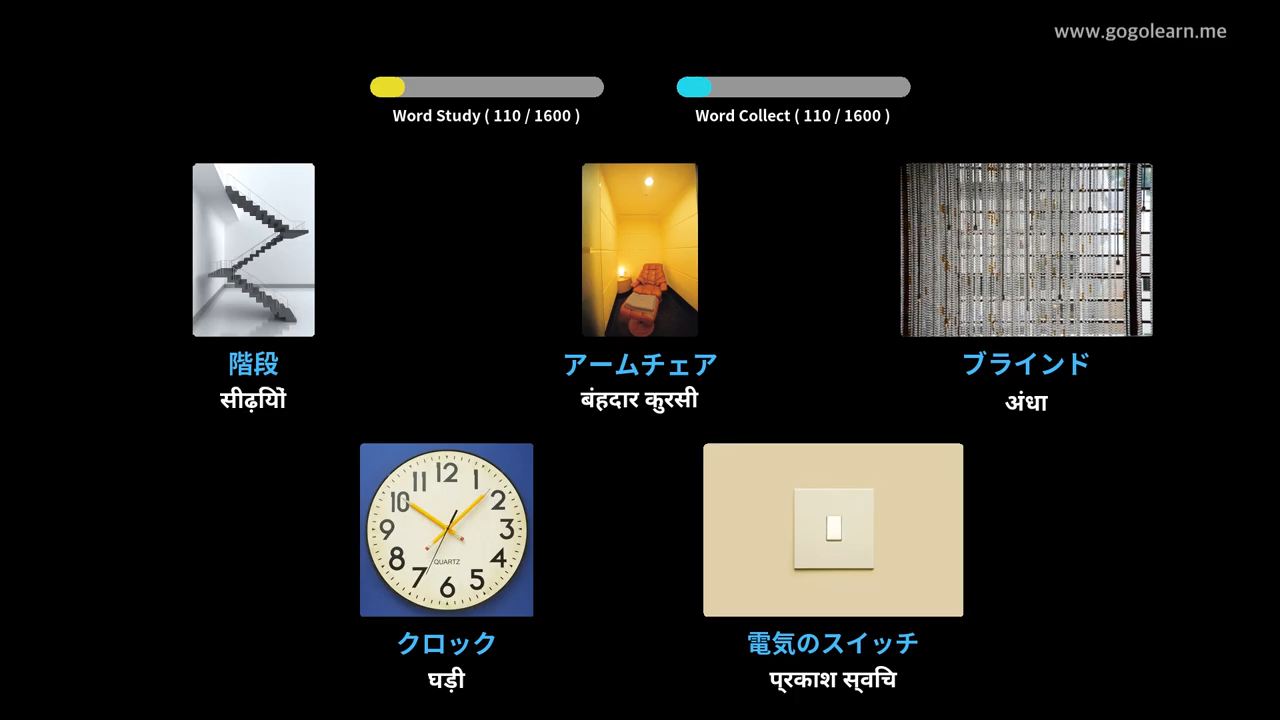 www.gogolearn.me
Word Study ( 110 / 1600 )
Word Collect ( 110 / 1600 )
階段
アームチェア
ブラインド
सीढ़ियों
बंहदार कुरसी
अंधा
12
1
2
3
4
5
6
7
8
9
10
11
QUARTZ
クロック
電気のスイッチ
घड़ी
प्रकाश स्वचि